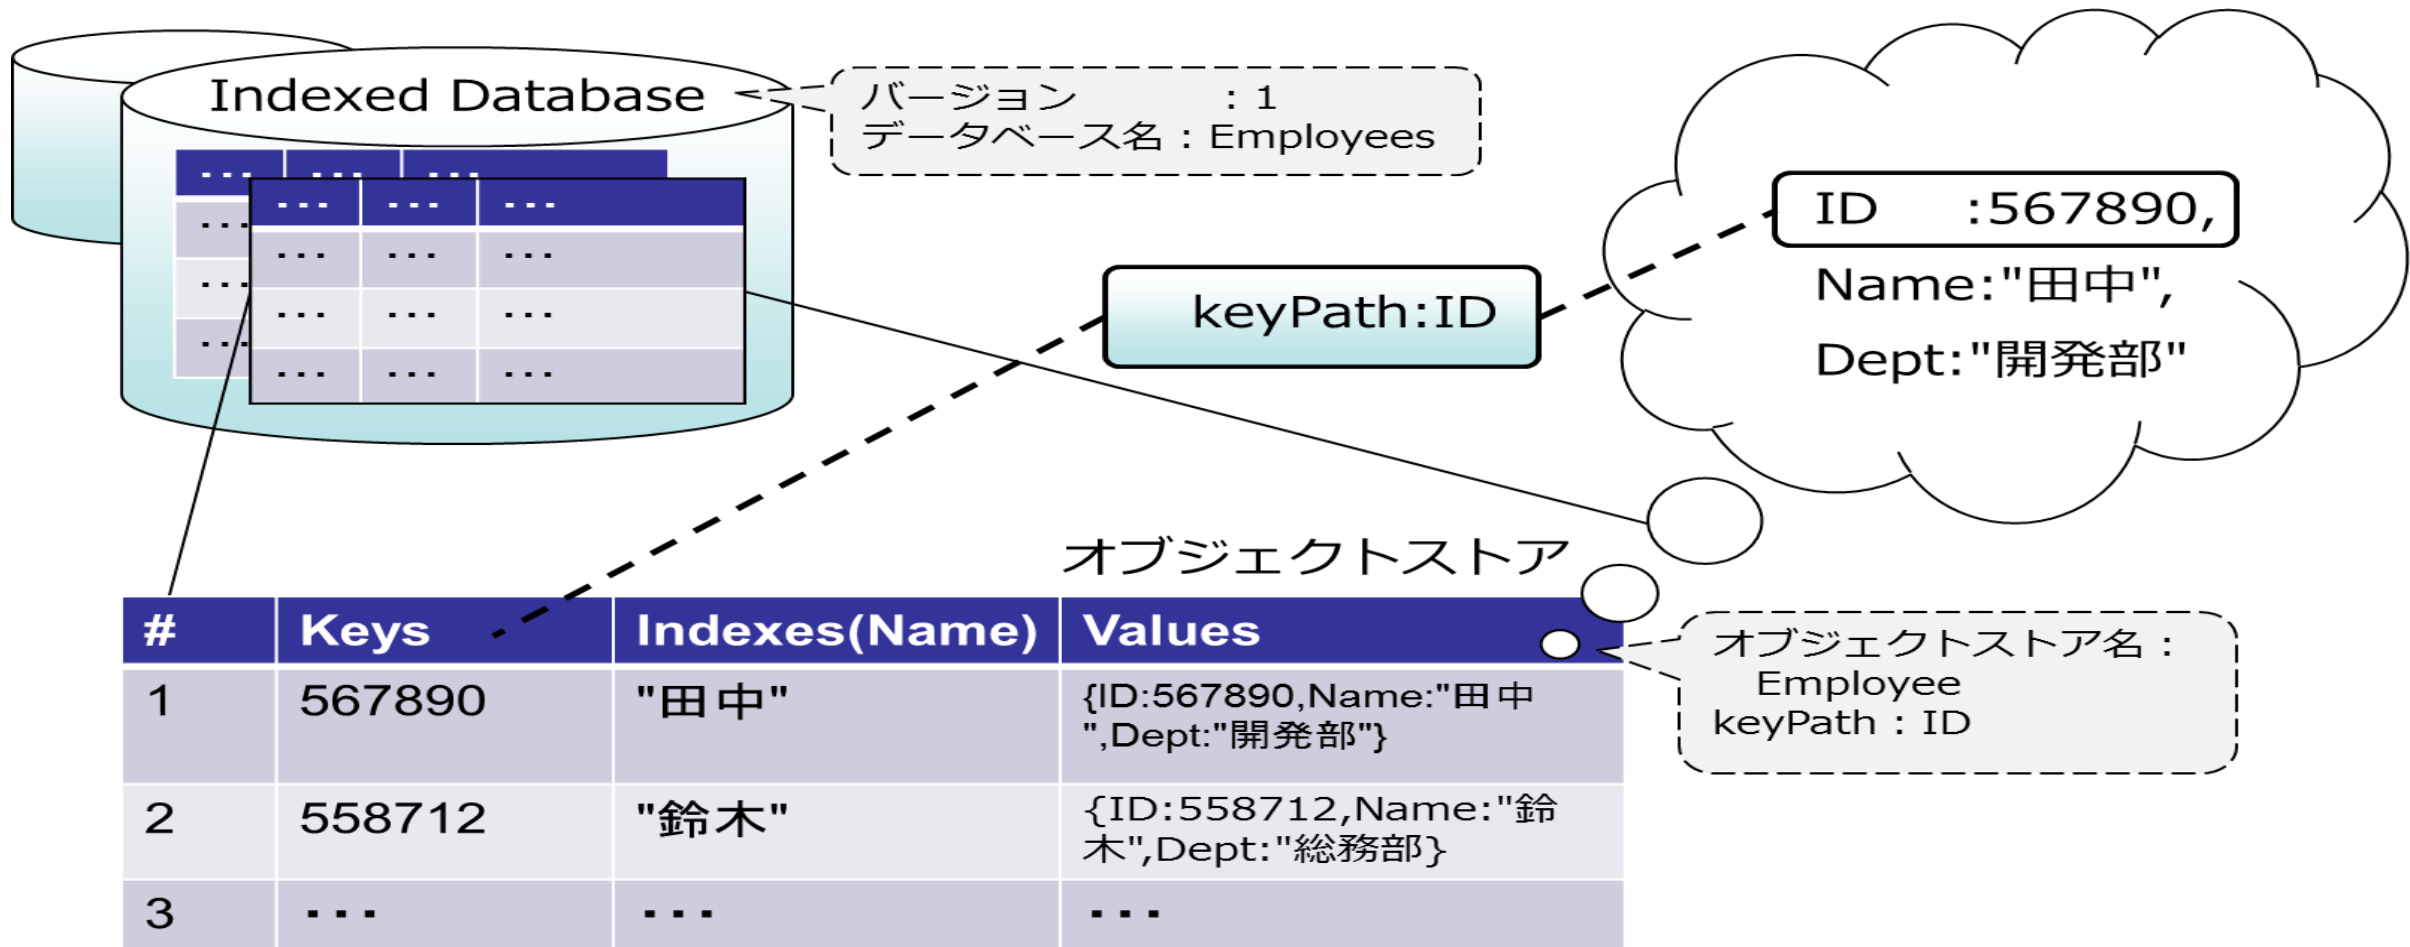 Indexed Database
バージョン　　　：1
データベース名：Employees
... ... ...
...
...
...
... ... ...
... ... ...
... ... ...
... ... ...
ID :567890,
Name:"田中",
Dept:"開発部"
keyPath:ID
オブジェクトストア
# Keys Indexes(Name) Values
1 567890 "田中" {ID:567890,Name:"田中
",Dept:"開発部"}
2 558712 "鈴木" {ID:558712,Name:"鈴
木",Dept:"総務部}
3 ... ... ...
オブジェクトストア名：
Employee
keyPath：ID